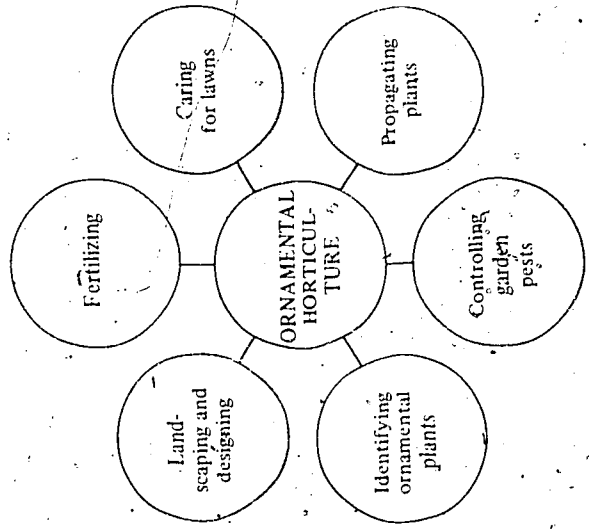 Fertilizing
Land-
scaping and
designing
Caring
for lawns
ORNAMENTAL
HORTICUL-
TURE
Identifying
ornamental
plants
Propagating
plants
Controlling
garden
pests